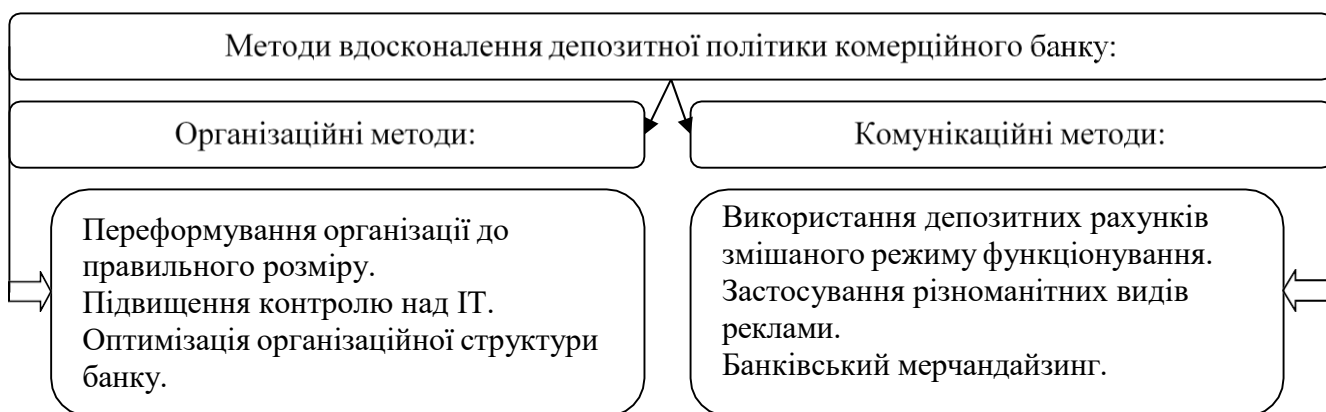 Методи вдосконалення депозитної політики комерційного банку:
Організаційні методи:
Комунікаційні методи:
Переформування організації до
правильного розміру.
Підвищення контролю над ІТ.
Оптимізація організаційної структури
банку.
Використання депозитних рахунків
змішаного режиму функціонування.
Застосування різноманітних видів
реклами.
Банківський мерчандайзинг.